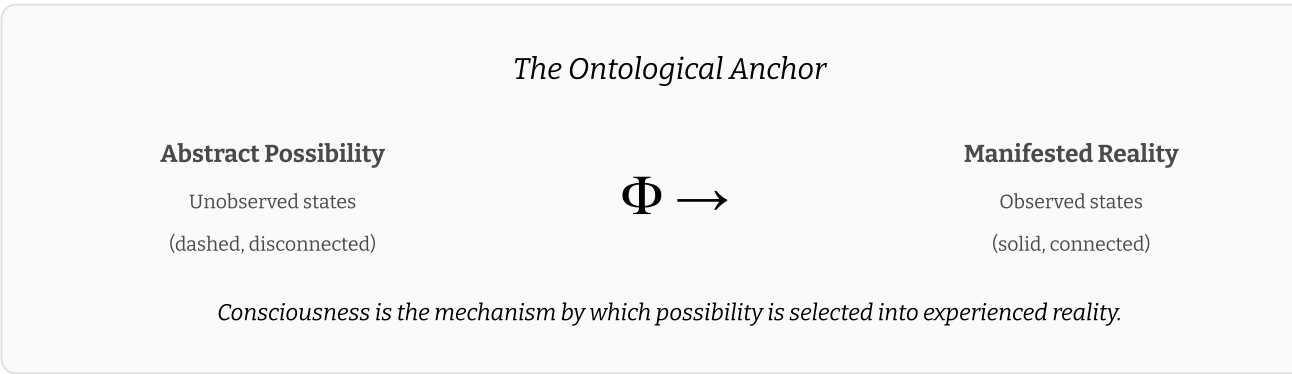 The Ontological Anchor
Abstract Possibility
Unobserved states
(dashed, disconnected)
Φ →
Manifested Reality
Observed states
(solid, connected)
Consciousness is the mechanism by which possibility is selected into experienced reality.